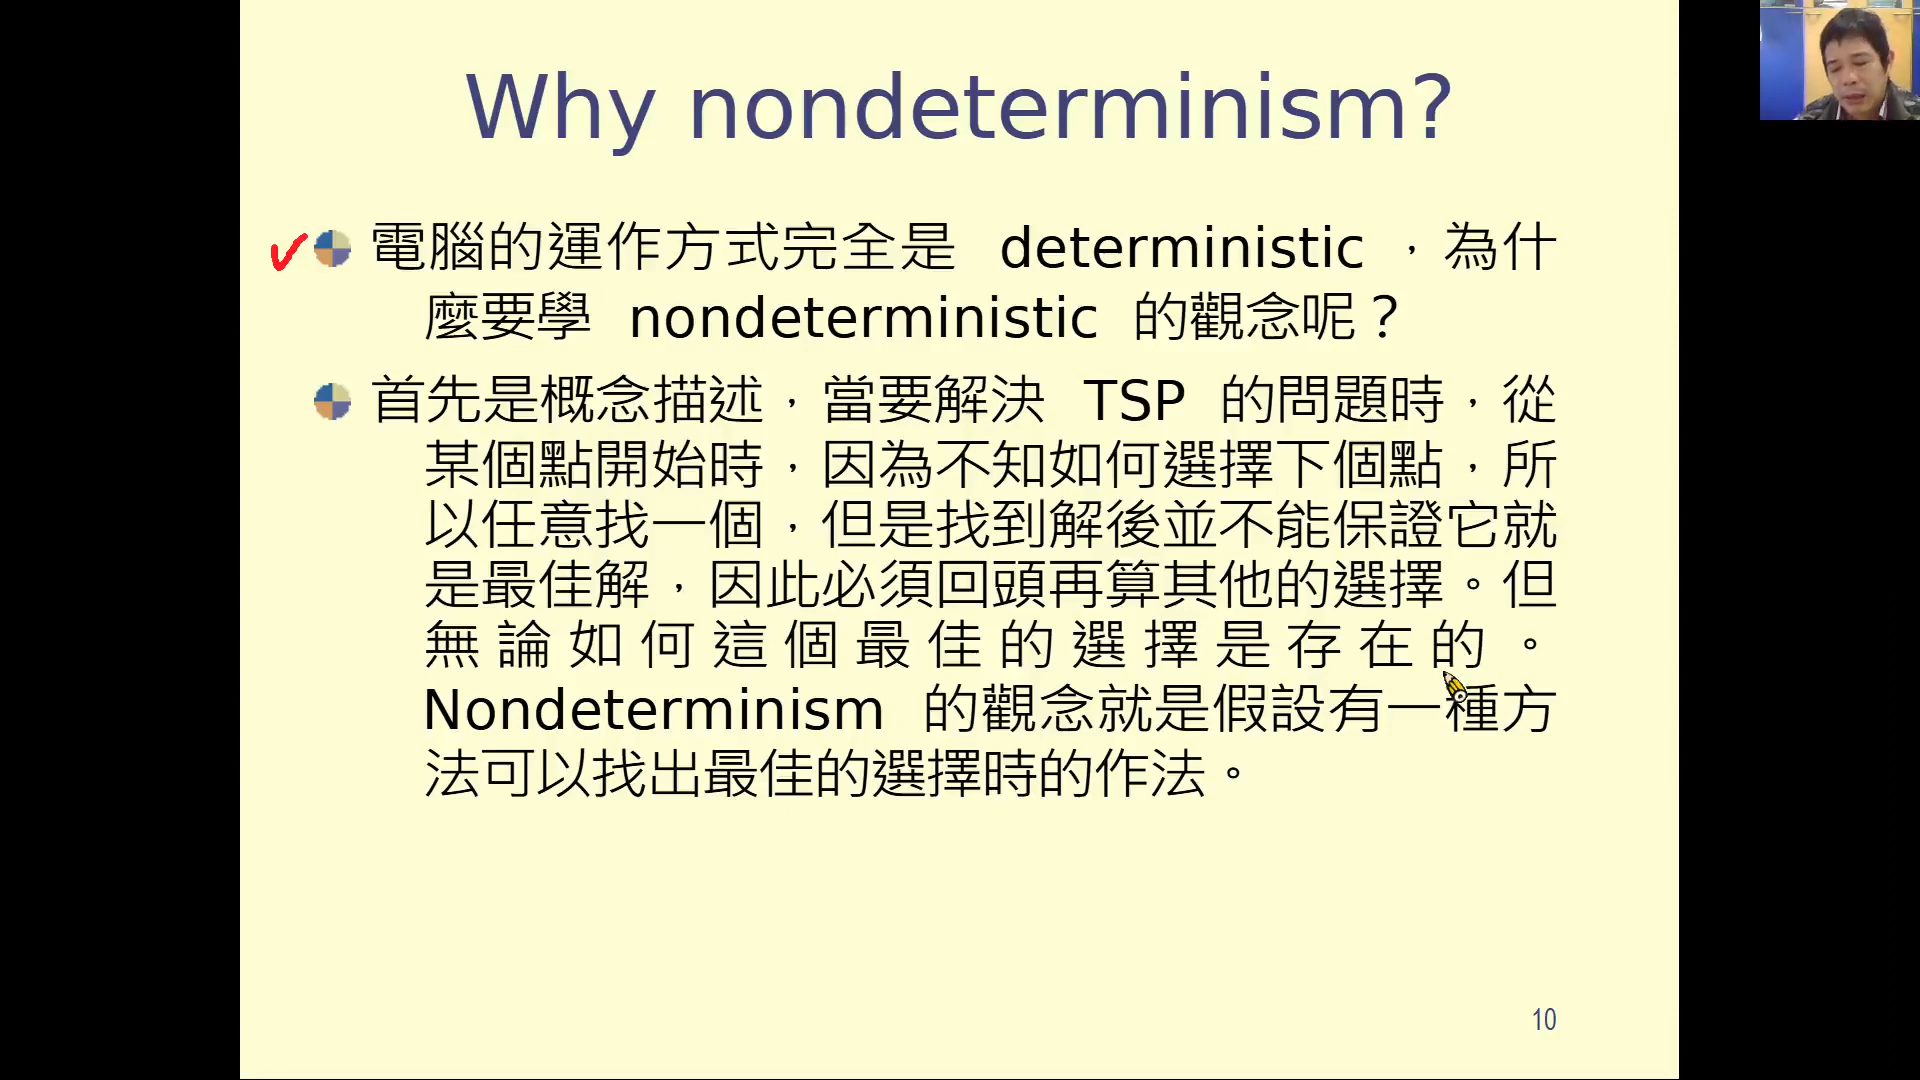 Why nondeterminism?
電腦的運作方式完全是 deterministic ，為什
麼要學 nondeterministic 的觀念呢？
首先是概念描述，當要解決 TSP 的問題時，從
某個點開始時，因為不知如何選擇下個點，所
以任意找一個，但是找到解後並不能保證它就
是最佳解，因此必須回頭再算其他的選擇。但
無論如何這個最佳的選擇是存在的。
Nondeterminism 的觀念就是假設有一種方
法可以找出最佳的選擇時的作法。
10